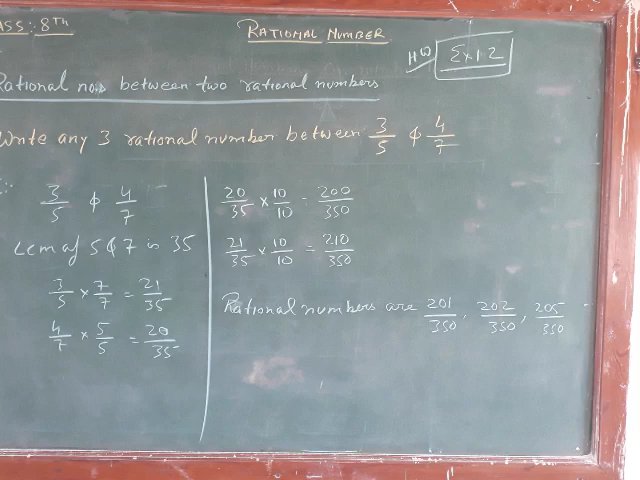 ASS: 8TH
RATIONAL NUMBER
HW Ex 1.2
Rational nos between two rational numbers
Write any 3 rational number between 3/5 & 4/7
3/5 & 4/7
LCM of 5 & 7 is 35
3/5 × 7/7 = 21/35
4/7 × 5/5 = 20/35
20/35 × 10/10 = 200/350
21/35 × 10/10 = 210/350
Rational numbers are 201/350, 202/350, 205/350